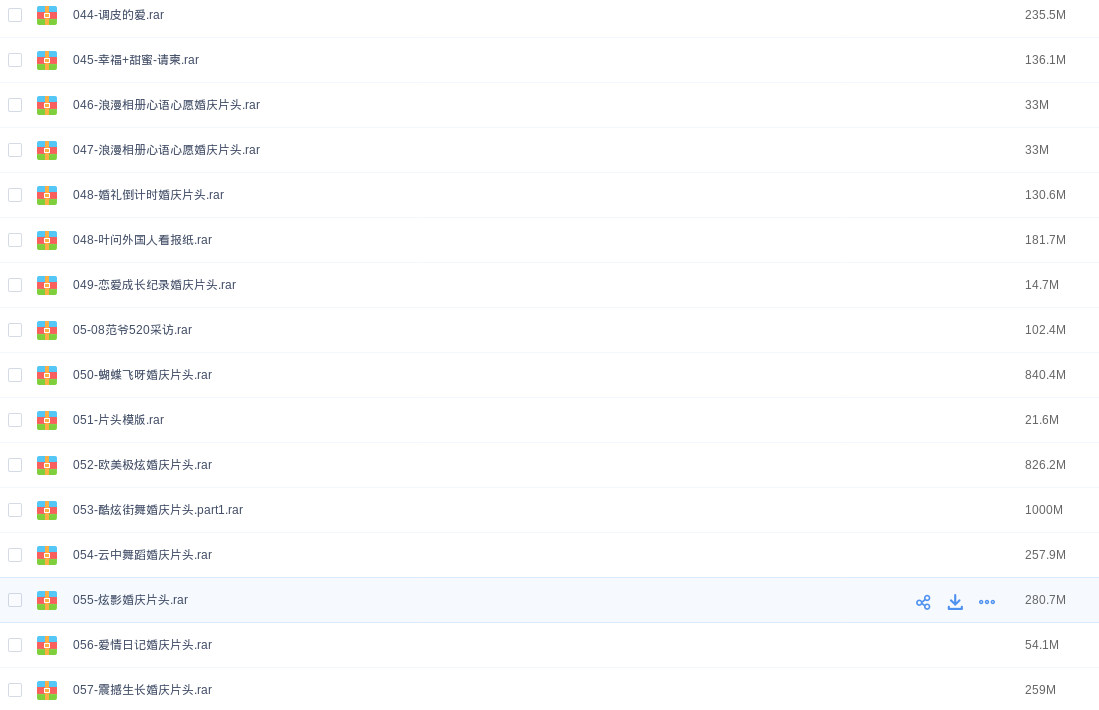 044-调皮的爱.rar 235.5M
045-幸福+甜蜜-请柬.rar 136.1M
046-浪漫相册心语心愿婚庆片头.rar 33M
047-浪漫相册心语心愿婚庆片头.rar 33M
048-婚礼倒计时婚庆片头.rar 130.6M
048-叶问外国人看报纸.rar 181.7M
049-恋爱成长纪录婚庆片头.rar 14.7M
05-08范爷520采访.rar 102.4M
050-蝴蝶飞呀婚庆片头.rar 840.4M
051-片头模版.rar 21.6M
052-欧美极炫婚庆片头.rar 826.2M
053-酷炫街舞婚庆片头.part1.rar 1000M
054-云中舞蹈婚庆片头.rar 257.9M
055-炫影婚庆片头.rar 280.7M
056-爱情日记婚庆片头.rar 54.1M
057-震撼生长婚庆片头.rar 259M